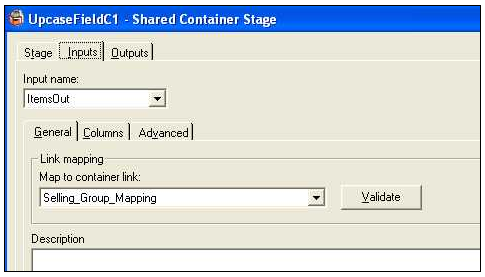 UpcaseFieldC1 - Shared Container Stage
Stage Inputs Outputs
Input name:
ItemsOut
General Columns Advanced
Link mapping
Map to container link:
Selling_Group_Mapping Validate
Description